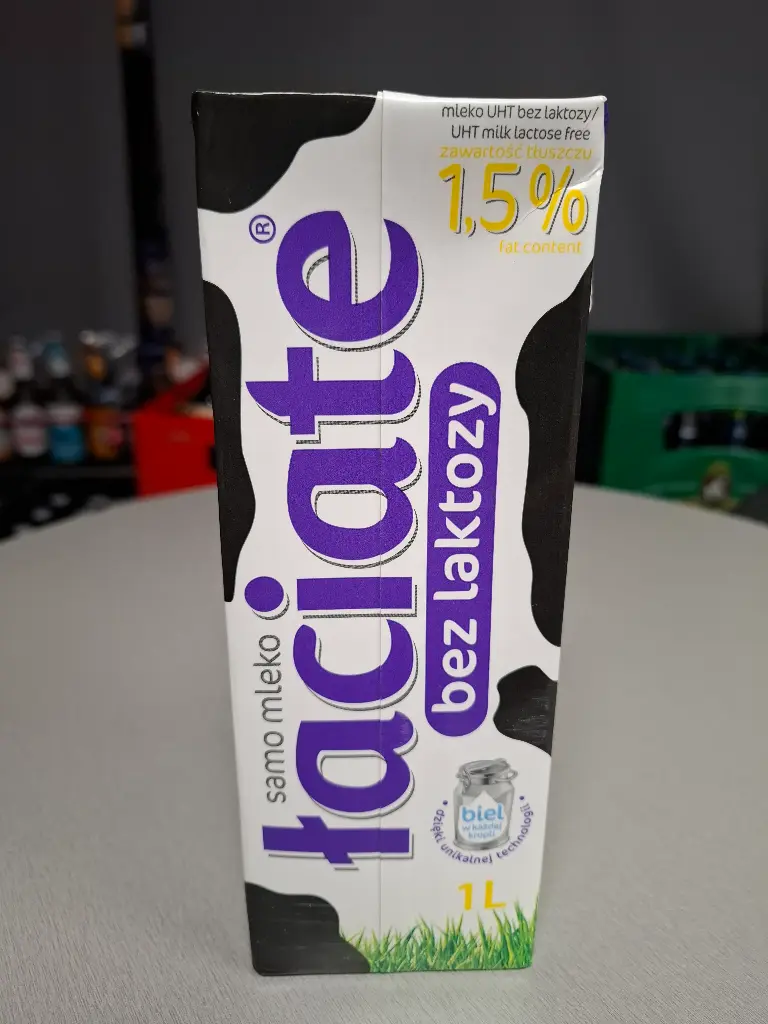 mleko UHT bez laktozy/
UHT milk lactose free
zawartość tłuszczu
1,5%
fat content
samo mleko
łaciate®
bez laktozy
biel
w każdej
kropli
• dzięki unikalnej technologii •
1 L